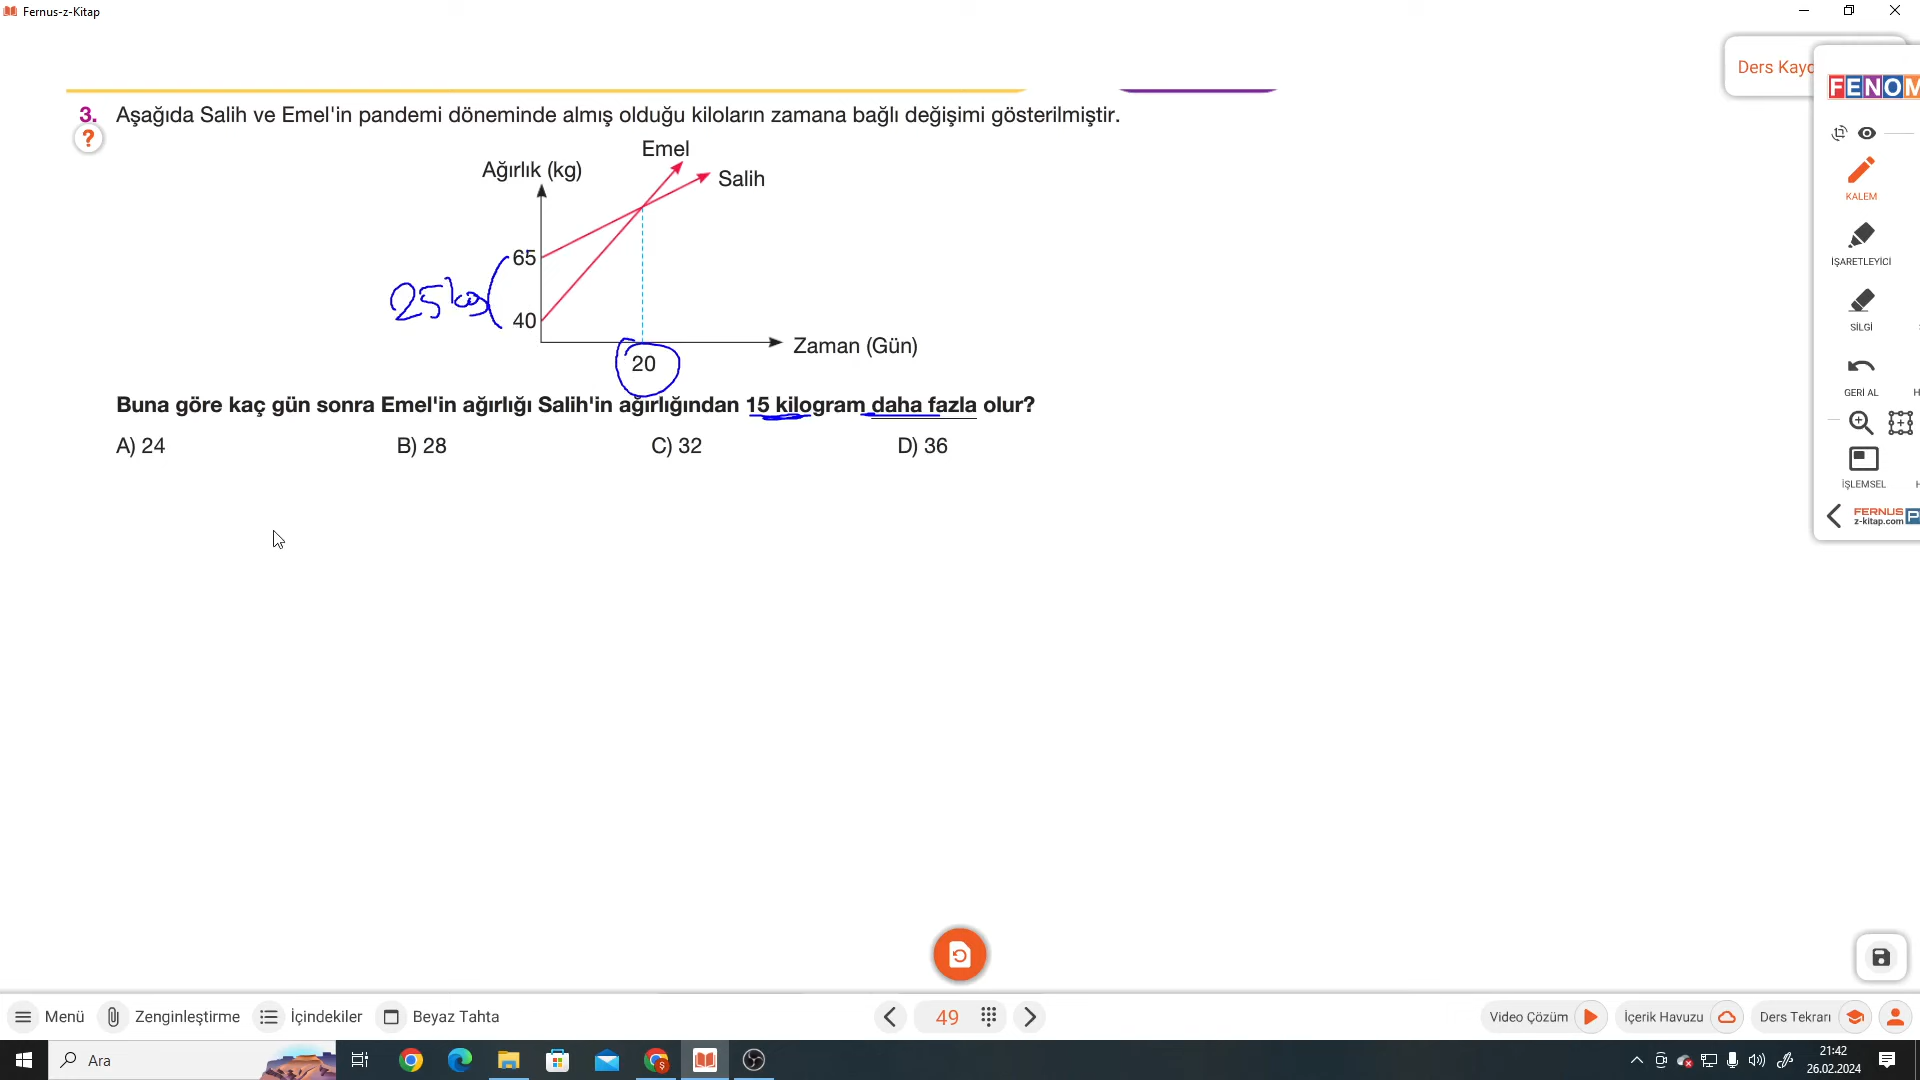 Fernus-z-Kitap
Ders Kayd
FENOM
3. Aşağıda Salih ve Emel'in pandemi döneminde almış olduğu kiloların zamana bağlı değişimi gösterilmiştir.
?
Emel
Ağırlık (kg)
Salih
65
25 kg
40
Zaman (Gün)
20
Buna göre kaç gün sonra Emel'in ağırlığı Salih'in ağırlığından 15 kilogram daha fazla olur?
A) 24 B) 28 C) 32 D) 36
KALEM
İŞARETLEYİCİ
SİLGİ
GERİ AL
İŞLEMSEL
FERNUS
z-kitap.com
P
Menü Zenginleştirme İçindekiler Beyaz Tahta 49 Video Çözüm İçerik Havuzu Ders Tekrarı
Ara
21:42
26.02.2024